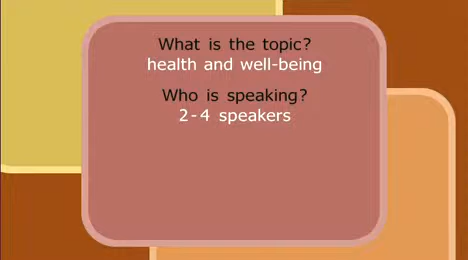 What is the topic?
health and well-being
Who is speaking?
2-4 speakers